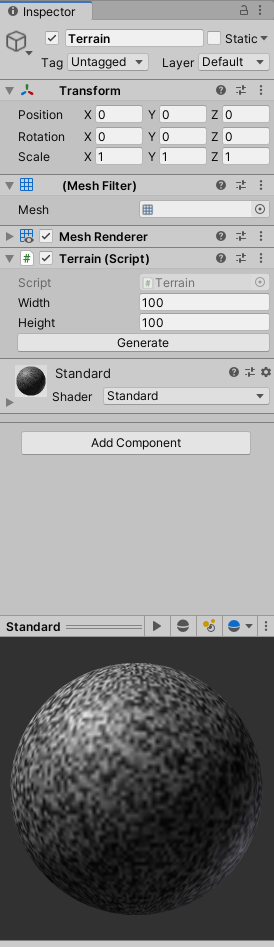 Inspector
Terrain Static
Tag Untagged Layer Default
Transform
Position X 0 Y 0 Z 0
Rotation X 0 Y 0 Z 0
Scale X 1 Y 1 Z 1
(Mesh Filter)
Mesh
Mesh Renderer
# Terrain (Script)
Script # Terrain
Width 100
Height 100
Generate
Standard
Shader Standard
Add Component
Standard